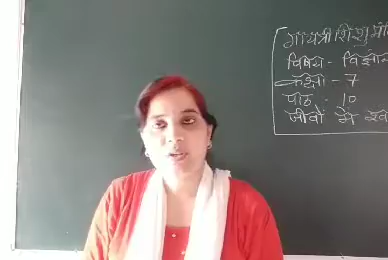 गायत्री शिशु मं
विषय - विज्ञान
कक्षा - 7
पाठ - 10
जीवों में श्व